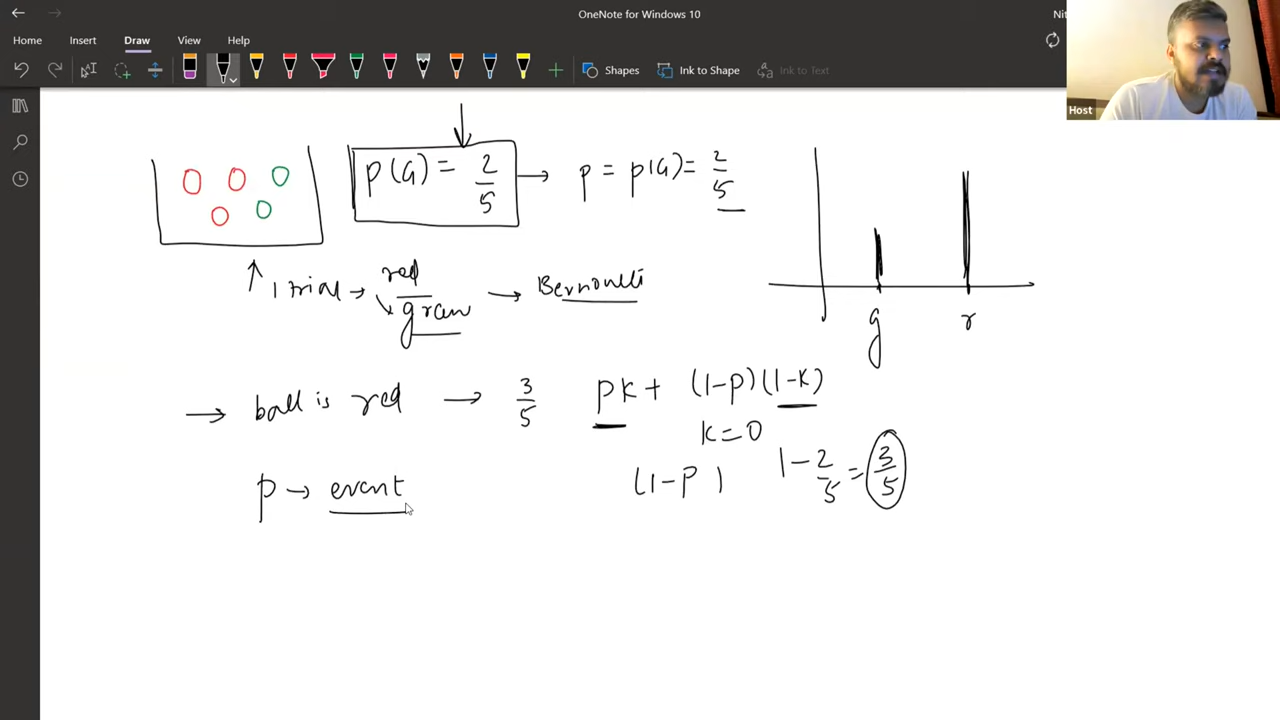 OneNote for Windows 10
Nit
Home Insert Draw View Help
Shapes Ink to Shape Ink to Text
Host
p(G) = 2/5 → p = p(G) = 2/5
1 trial → red
green → Bernoulli
g r
→ ball is red → 3/5 pk + (1-p)(1-k)
k=0
p → event (1-p) 1 - 2/5 = 3/5